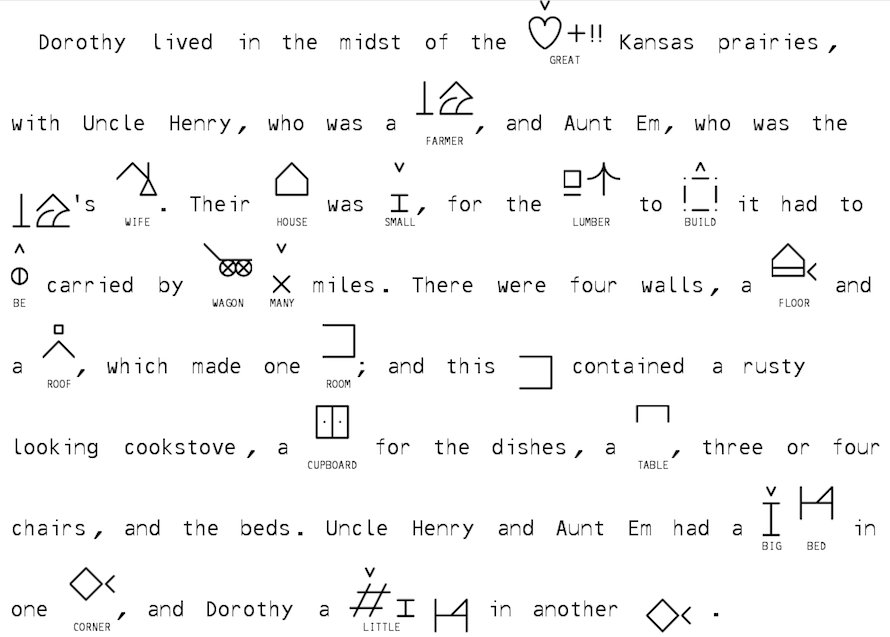 Dorothy lived in the midst of the Kansas prairies,
GREAT
with Uncle Henry, who was a , and Aunt Em, who was the
FARMER
's . Their was , for the to it had to
WIFE HOUSE SMALL LUMBER BUILD
carried by miles. There were four walls, a and
BE WAGON MANY FLOOR
a , which made one ; and this contained a rusty
ROOF ROOM
looking cookstove, a for the dishes, a , three or four
CUPBOARD TABLE
chairs, and the beds. Uncle Henry and Aunt Em had a in
BIG BED
one , and Dorothy a in another .
CORNER LITTLE